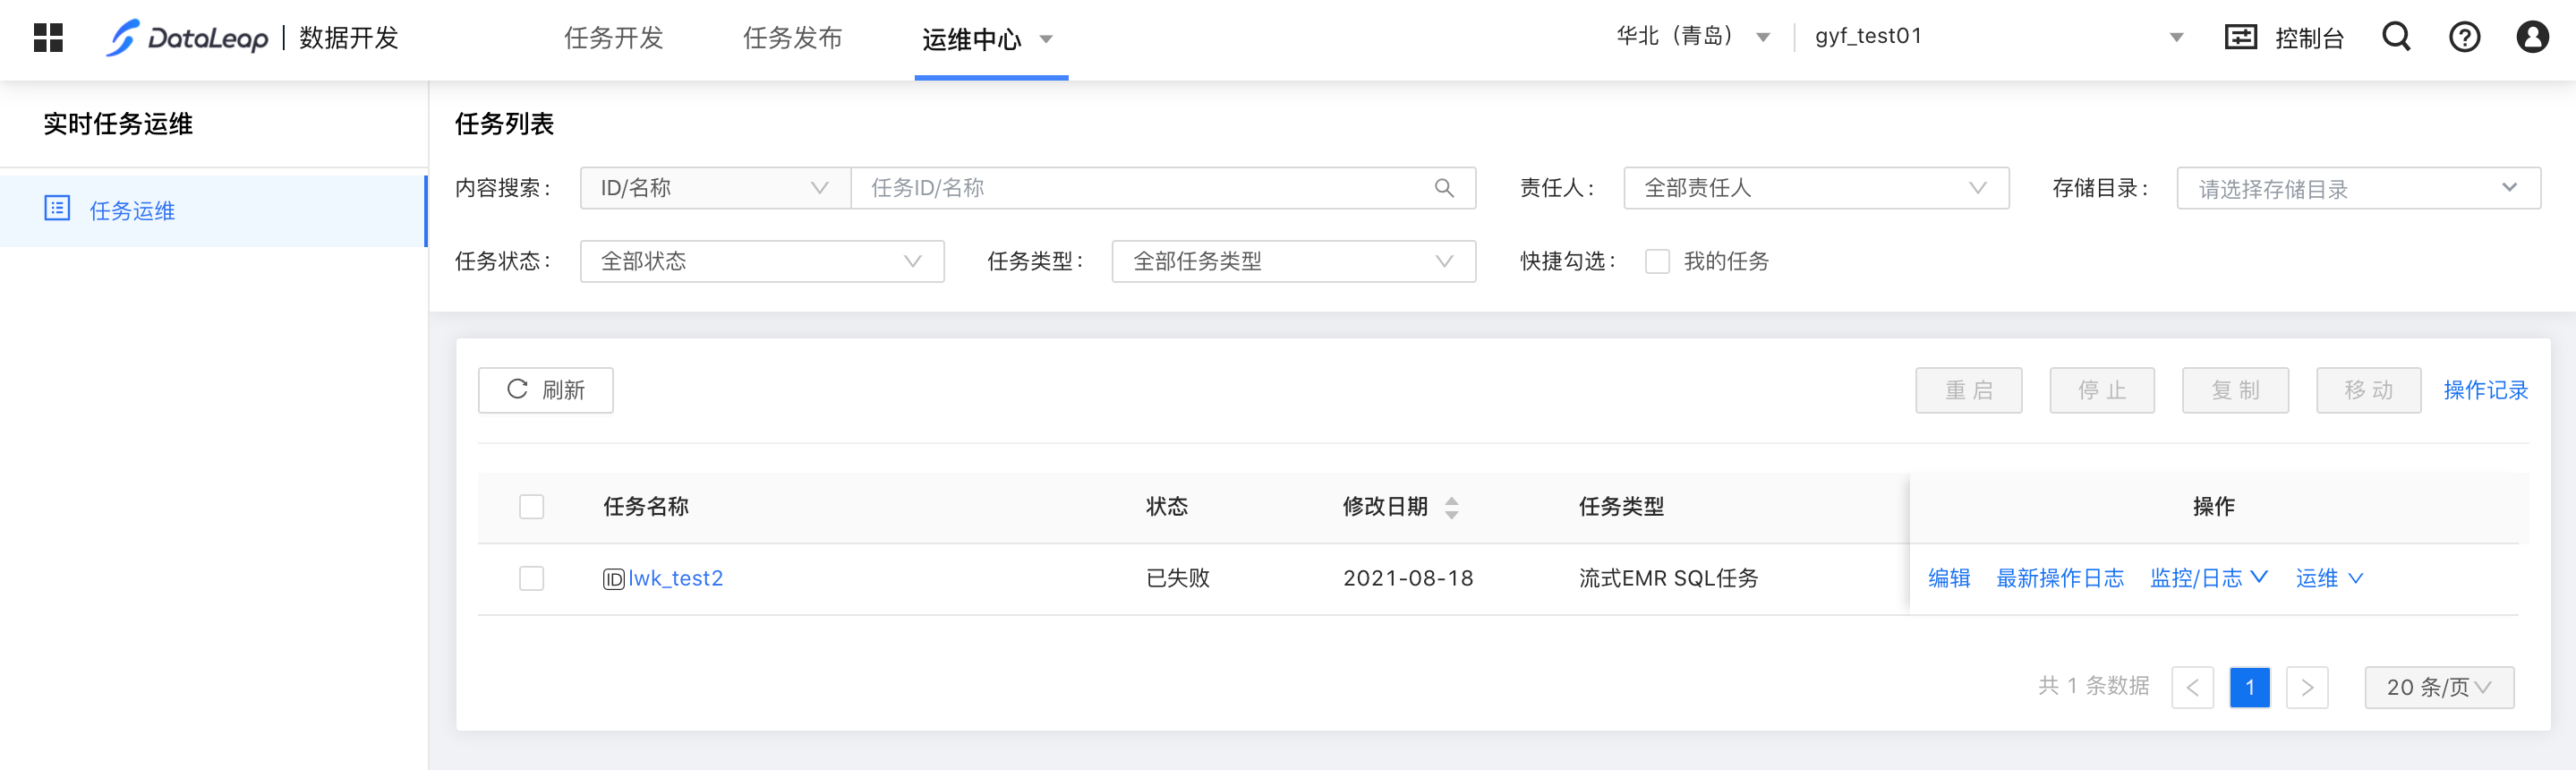 DataLeap 数据开发 任务开发 任务发布 运维中心 华北（青岛） gyf_test01 控制台
实时任务运维
任务运维
任务列表
内容搜索： ID/名称 任务ID/名称 责任人： 全部责任人 存储目录： 请选择存储目录
任务状态： 全部状态 任务类型： 全部任务类型 快捷勾选： 我的任务
刷新 重启 停止 复制 移动 操作记录
任务名称 状态 修改日期 任务类型 操作
ID lwk_test2 已失败 2021-08-18 流式EMR SQL任务 编辑 最新操作日志 监控/日志 运维
共 1 条数据 1 20 条/页